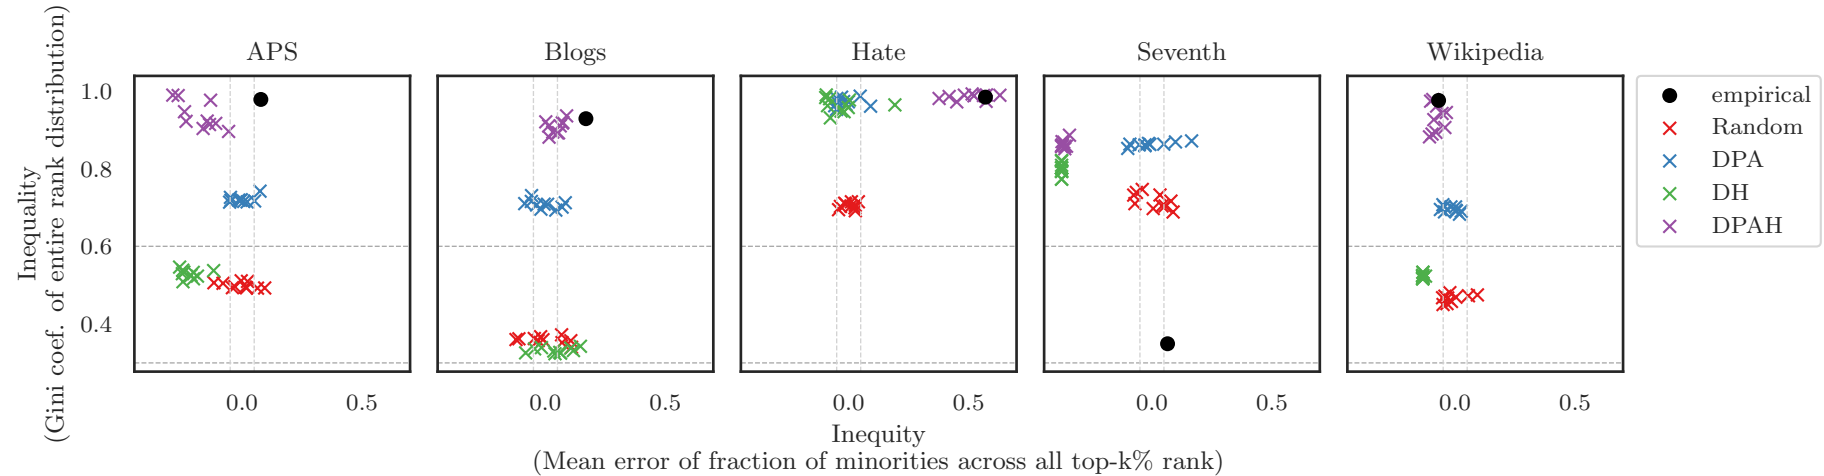 APS
Blogs
Hate
Seventh
Wikipedia
Inequality
(Gini coef. of entire rank distribution)
1.0
0.8
0.6
0.4
empirical
Random
DPA
DH
DPAH
0.0 0.5
0.0 0.5
0.0 0.5
0.0 0.5
0.0 0.5
Inequity
(Mean error of fraction of minorities across all top-k% rank)